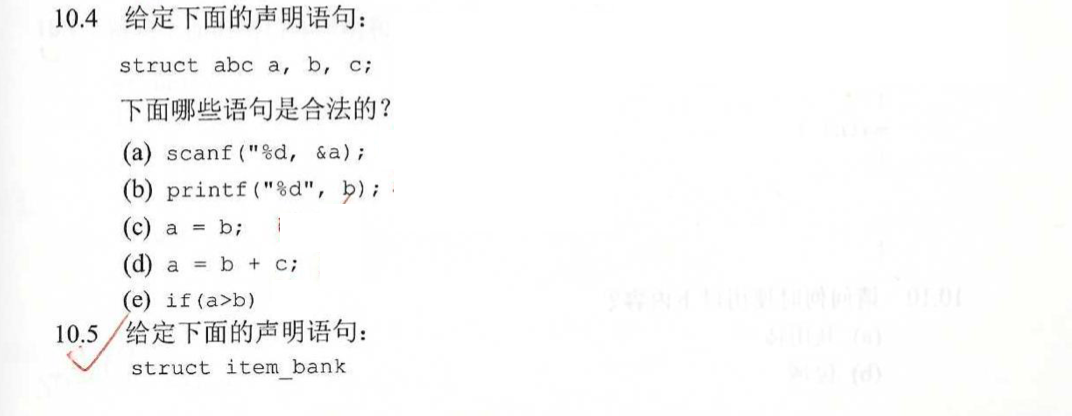 10.4 给定下面的声明语句：
struct abc a, b, c;
下面哪些语句是合法的？
(a) scanf("%d, &a);
(b) printf("%d", b);
(c) a = b;
(d) a = b + c;
(e) if(a>b)
10.5 给定下面的声明语句：
struct item_bank